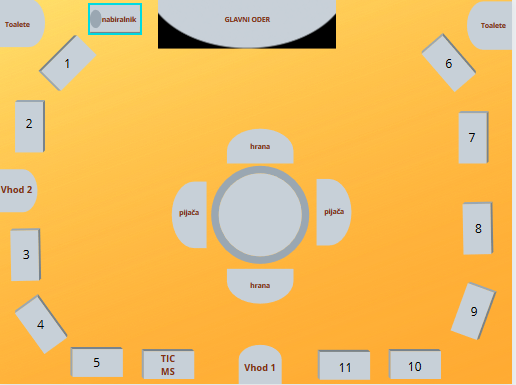 Toalete
nabiralnik
GLAVNI ODER
Toalete
1
6
2
7
hrana
Vhod 2
pijača
pijača
8
3
hrana
4
9
5
TIC
MS
Vhod 1
11
10